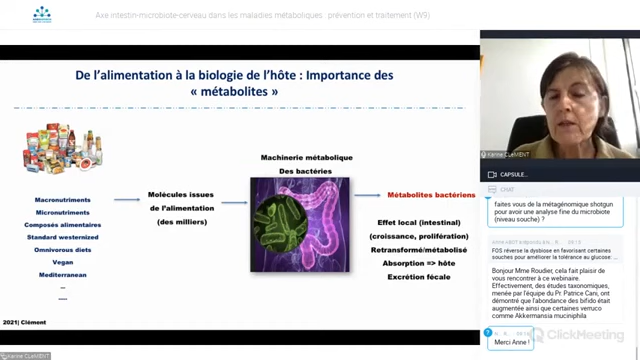 Axe intestin-microbiote-cerveau dans les maladies métaboliques : prévention et traitement (W9)
De l'alimentation à la biologie de l'hôte : Importance des
« métabolites »
Macronutriments
Micronutriments
Composés alimentaires
Standard westernized
Omnivorous diets
Vegan
Mediterranean
...
....
Molécules issues
de l'alimentation
(des milliers)
Machinerie métabolique
Des bactéries
Métabolites bactériens
Effet local (intestinal)
(croissance, prolifération)
Retransformé/métabolisé
Absorption => hôte
Excrétion fécale
2021| Clément
Karine CLeMENT
Karine CLeMENT
CAPSULE...
CHAT
faites vous de la métagénomique shotgun
pour avoir une analyse fine du microbiote
(niveau souche) ?
09:15
FOS réverse la dysbiose en favorisant certaines
souches pour améliorer la tolérance au glucose: ...
Bonjour Mme Roudier, cela fait plaisir de
vous rencontrer à ce webinaire.
Effectivement, des études taxonomiques,
menée par l'équipe du Pr. Patrice Cani, ont
démontré que l'abondance des bifido était
augmentée ainsi que certaines verruco
comme Akkermansia muciniphila
Merci Anne !
ClickMeeting